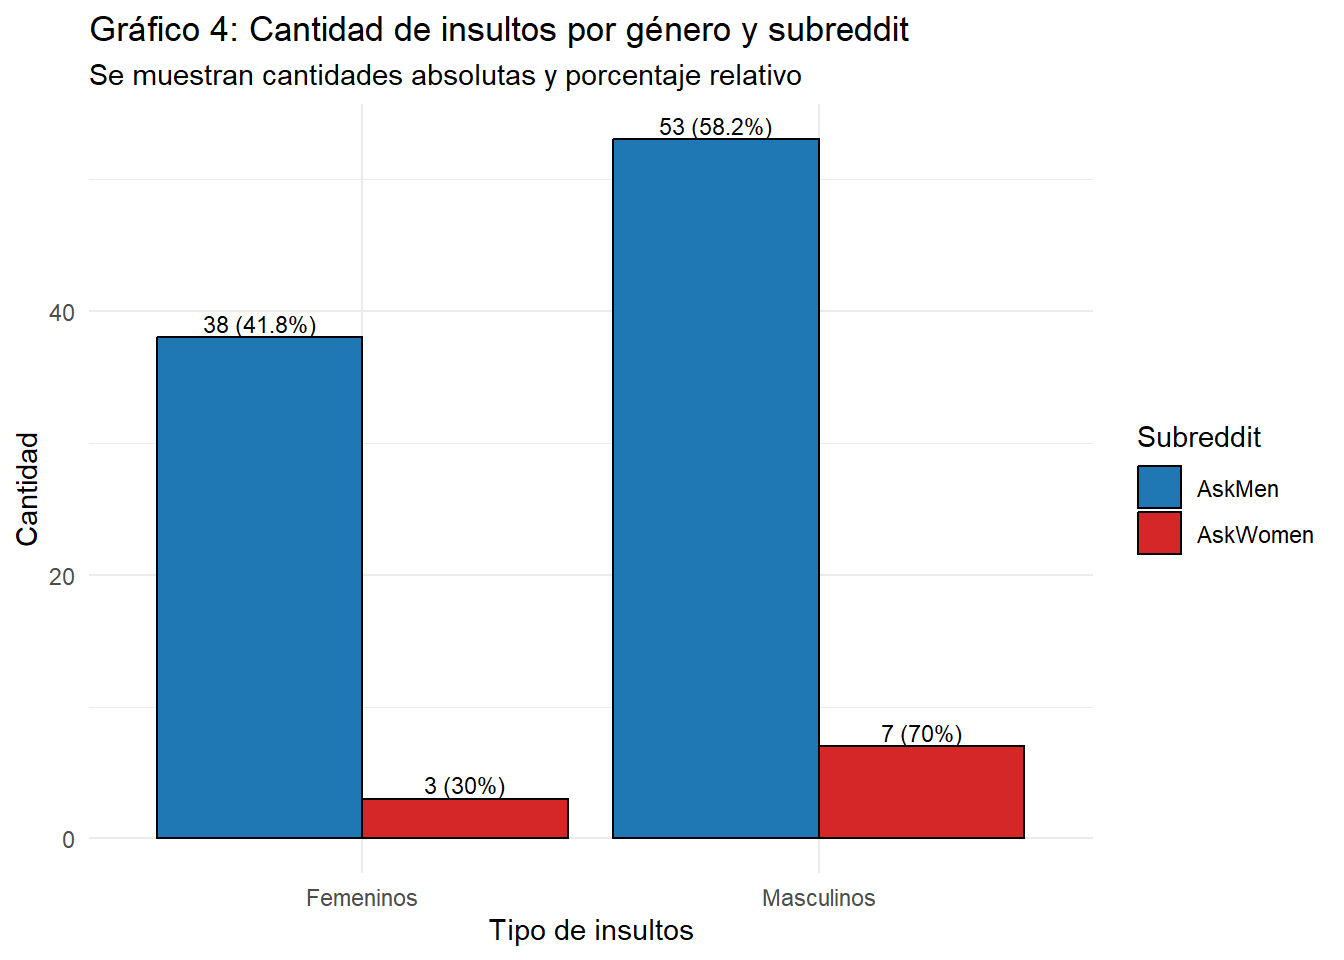 Gráfico 4: Cantidad de insultos por género y subreddit
Se muestran cantidades absolutas y porcentaje relativo
53 (58.2%)
38 (41.8%)
7 (70%)
3 (30%)
40
20
0
Cantidad
Femeninos
Masculinos
Tipo de insultos
Subreddit
AskMen
AskWomen